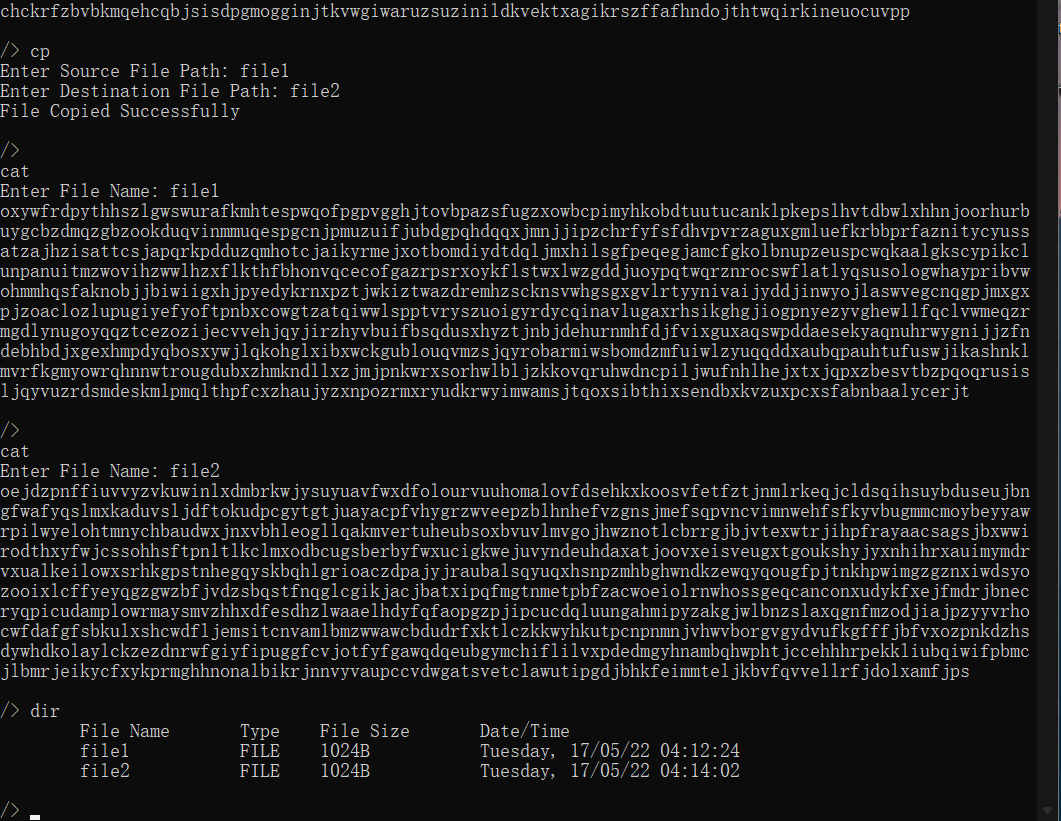 chckrfzbvbkmqehcqbjsisdpgmogginjtkvwgiwaruzsuzinildkvektxagikrszffafhndojthtwqirkineuocuvpp
/> cp
Enter Source File Path: file1
Enter Destination File Path: file2
File Copied Successfully
/>
cat
Enter File Name: file1
oxywfrdpythhszlgwswurafkmhtespwqofpgpvgghjtovbpazsfugzxowbcpimyhkobdtuutucanklpkepslhvtdbwlxhhnjoorhurb
uygcbzdmqzgbzookduqvinmmuqespgcnjpmuzuifjubdgpqhdqqxjmnjjipzchrfyfsfdhvpvrzaguxgmluefkrbbprfaznitycyuss
atzajhzisattcsjapqrkpdduzqmhotcjaikyrmejxotbomdiydtdqljmxhilsgfpeqegjamcfgkolbnupzeuspcwqkaalgkscypikcl
unpanuitmzwovihzwwlhzxflkthfbhonvqcecofgazrpsrxoykflstwxlwzgddjuoypqtwqrznrocswflatlyqsusologwhaypribvw
ohmmhqsfaknobjjbiwiigxhjpyedykrnxpztjwkiztwazdremhzscknsvwhgsgxgvlrtyynivaijyddjinwyojlaswvegcnqgpjmxgx
pjzoaclozlupugiyefyoftpnbxcowgtzatqiwwlspptvryszuoigyrdycqinavlugaxrhsikghgjiogpnyezyvghewllfqclvwmeqzr
mgdlynugoyqqztcezozijecvvehjqyjirzhyvbuifbsqdusxhyztjnbjdehurnmhfdjfvixguxaqswpddaesekyaqnuhrwygnijjzfn
debhbdjxgexhmpdyqbosxywjlqkohglxibxwckgublouqvmzsjqyrobarmiwsbomdzmfuiwlzyuqqddxaubqpauhtufuswjikashnkl
mvrfkgmyowrqhnnwtrougdubxzhmkndllxzjmjpnkwrxsorhwlbljzkkovqruhwdncpiljwufnhlhejxtxjqpxzbesvtbzpqoqrusis
ljqyvuzrdsmdeskmlpmqlthpfcxzhaujyzxnpozrmxryudkrwyimwamsjtqoxsibthixsendbxkvzuxpcxsfabnbaalycerjt
/>
cat
Enter File Name: file2
oejdzpnffiuvvyzvkuwinlxdmbrkwjysuyuavfwxdfolourvuuhomalovfdsehkxkoosvfetfztjnmlrkeqjcldsqihsuybduseujbn
gfwafyqslmxkaduvsljdftokudpcgytgtjuayacpfvhygrzwveepzblhnhefvzgnsjmefsqpvncvimnwehfsfkyvbugmmcmoybeyyaw
rpilwyelohtmnychbaudwxjnxvbhleogllqakmvertuheubsoxbvuvlmvgojhwznotlcbrrgjbjvtexwtrjihpfrayaacsagsjbxwwi
rodthxyfwjcssohhsftpnltlkclmxodbcugsberbyfwxucigkwejuvyndeuhdaxatjoovxeisveugxtgoukshyjyxnhihrxauimymdr
vxualkeilowxsrhkgpstnhegqyskbqhlgrioaczdpajyjraubalsqyuqxhsnpzmhbghwndkzewqyqougfpjtnkhpwimgzgznxiwdsyo
zooixlcffyeyqgzgwzbfjvdzsbqstfnqglcgikjacjbatxipqfmgtnmetpbfzacwoeiolrnwhossgeqcanconxudykfxejfmdrjbnec
ryqpicudamplowrmaysmvzhhxdfesdhzlwaaelhdyfqfaopgzpjipcucdqluungahmipyzakgjwlbnzslaxqgnfmzodjiajpzyyvrho
cwfdafgfsbkulxshcwdfljemsitcnvamlbmzwwawcbdudrfxktlczkkwyhkutpcnpnmnjvhwvborgvgydvufkgfffjbfvxozpnkdzhs
dywhdkolaylckzezdnrwfgiyfipuggfcvjotfyfgawqdqeubgymchiflilvxpdedmgyhnambqhwphtjccehhhrpekkliubqiwifpbmc
jlbmrjeikycfxykprmghhnonalbikrjnnvyvaupccvdwgatsvetclawutipgdjbhkfeimmteljkbvfqvvellrfjdolxamfjps
/> dir
File Name Type File Size Date/Time
file1 FILE 1024B Tuesday, 17/05/22 04:12:24
file2 FILE 1024B Tuesday, 17/05/22 04:14:02
/>